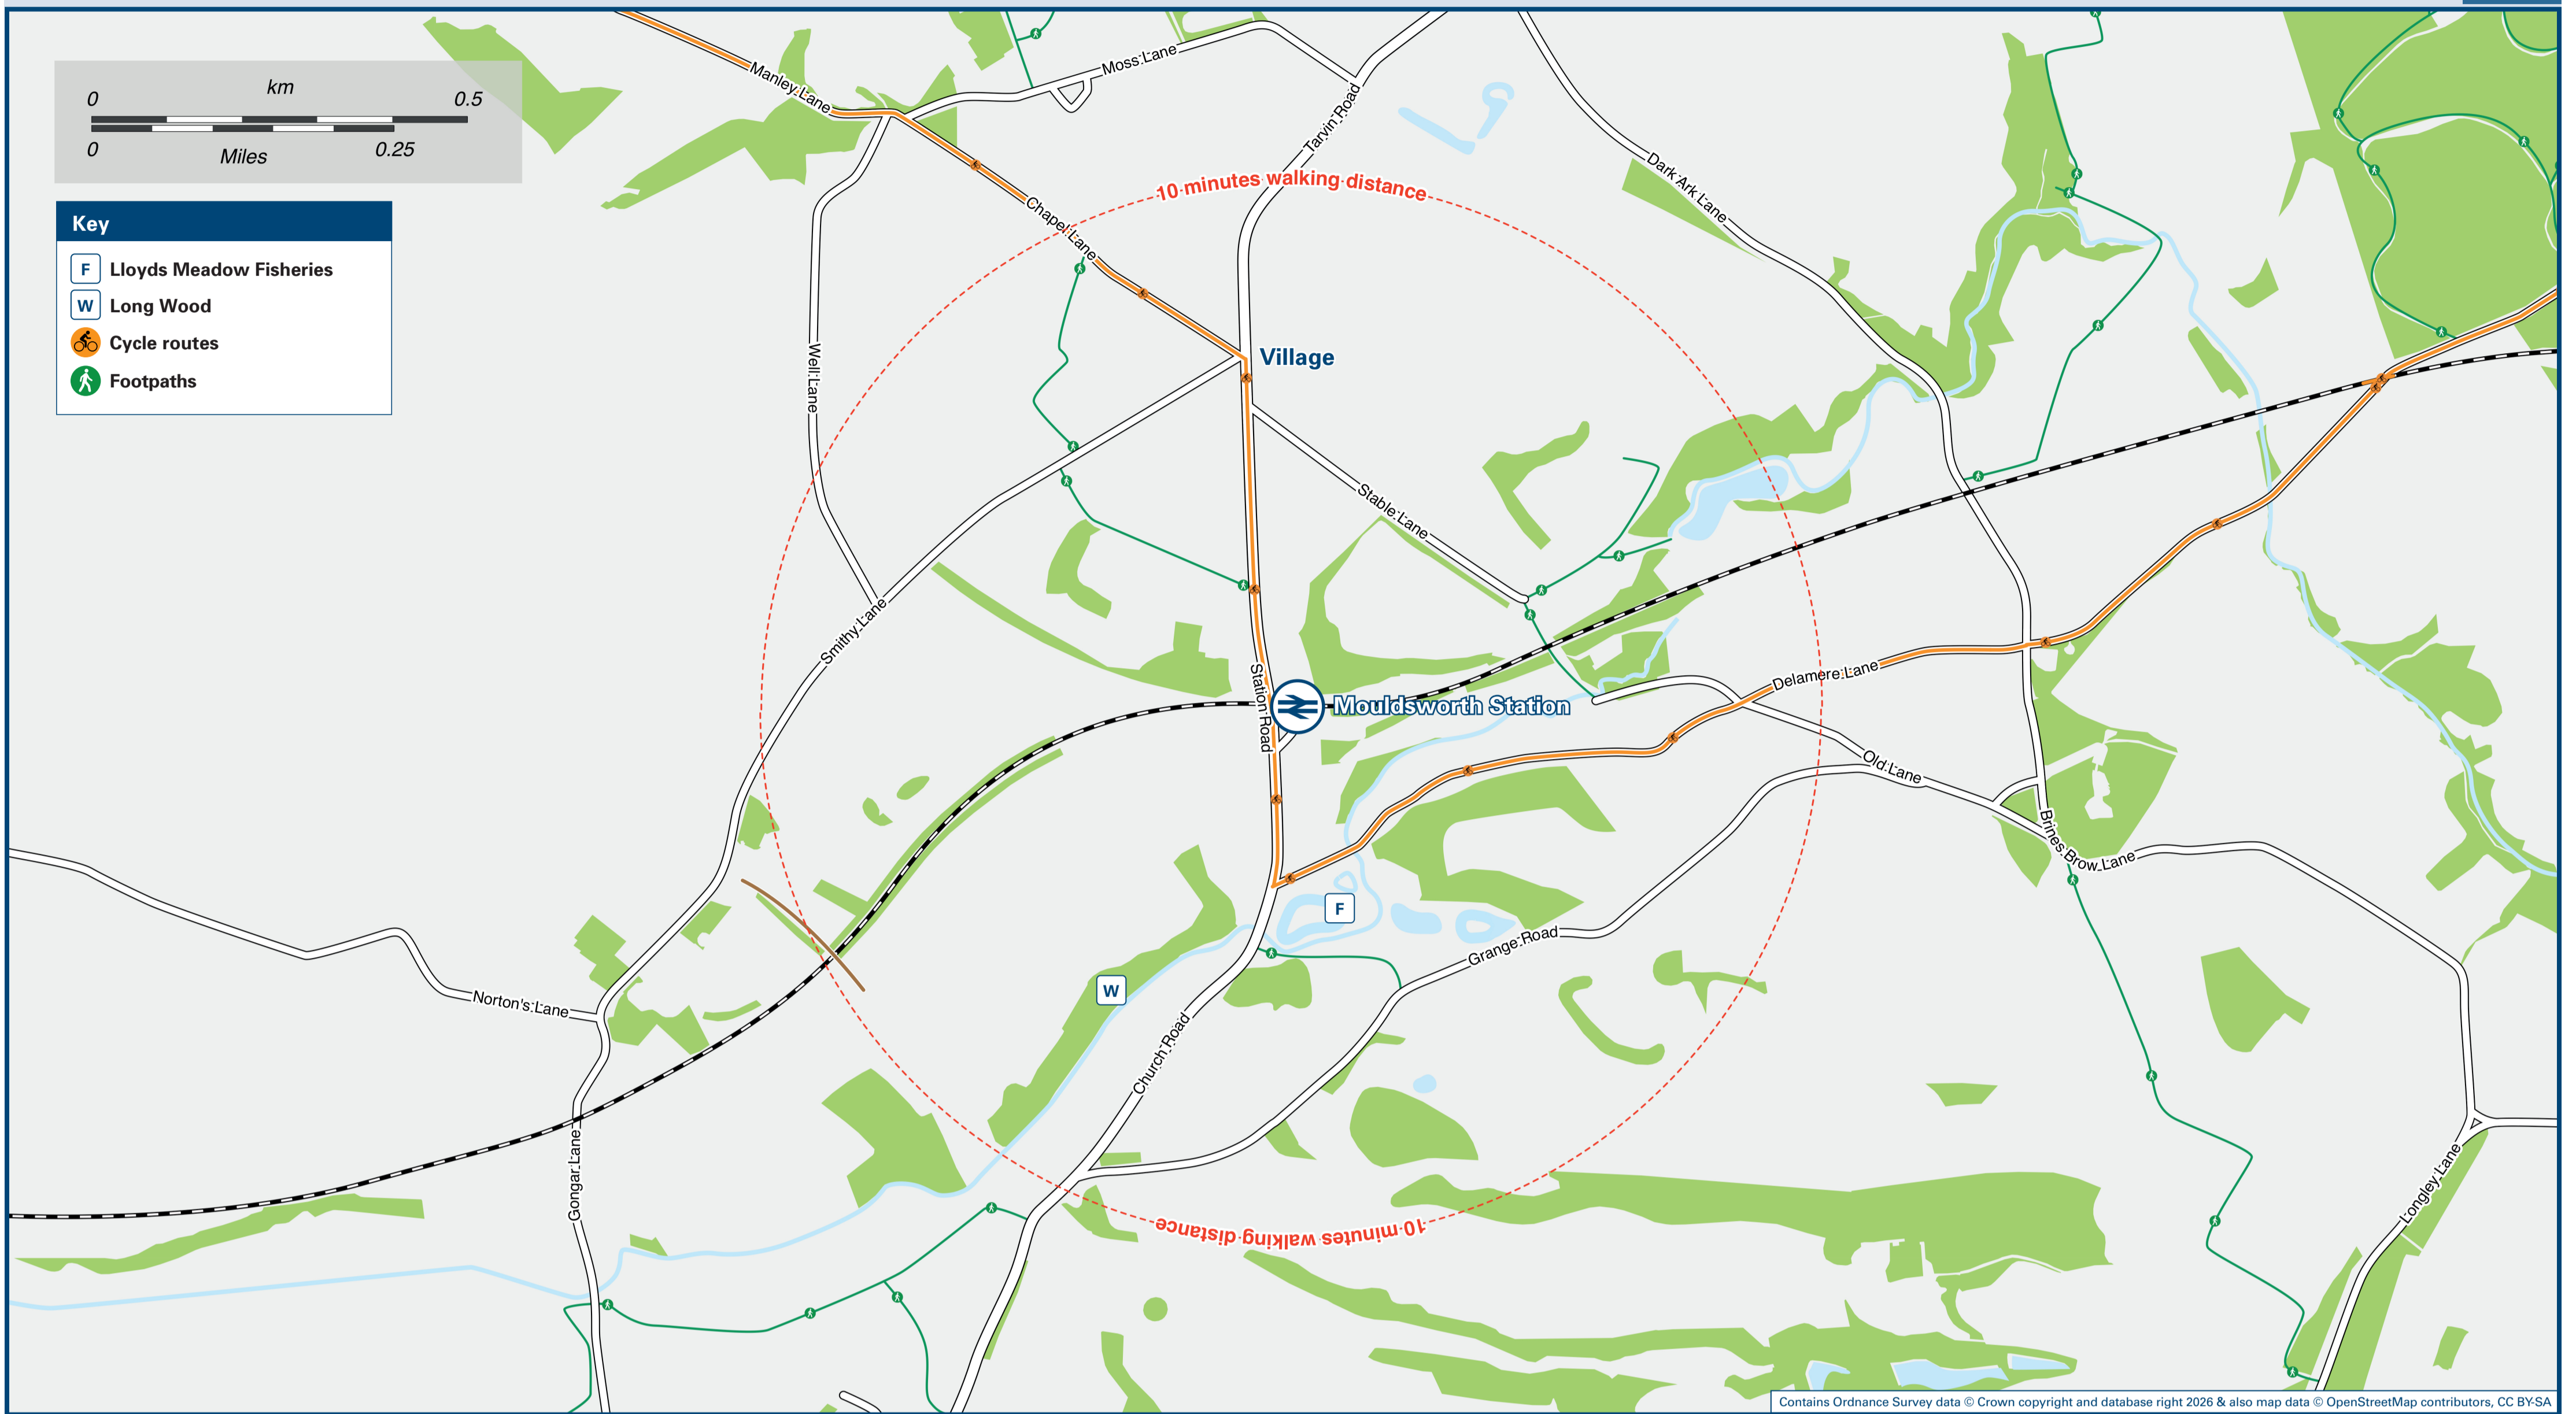 km
0
0.5
0
Miles
0.25
Key
F Lloyds Meadow Fisheries
W Long Wood
Cycle routes
Footpaths
Manley Lane
Moss Lane
Tarvin Road
Dark Ark Lane
10 minutes walking distance
Chapel Lane
Well Lane
Village
Stable Lane
Smithy Lane
Station Road
Mouldsworth Station
Delamere Lane
Old Lane
Brines Brow Lane
F
Grange Road
W
Norton's Lane
Church Road
Gongar Lane
Longley Lane
10 minutes walking distance
Contains Ordnance Survey data © Crown copyright and database right 2026 & also map data © OpenStreetMap contributors, CC BY-SA